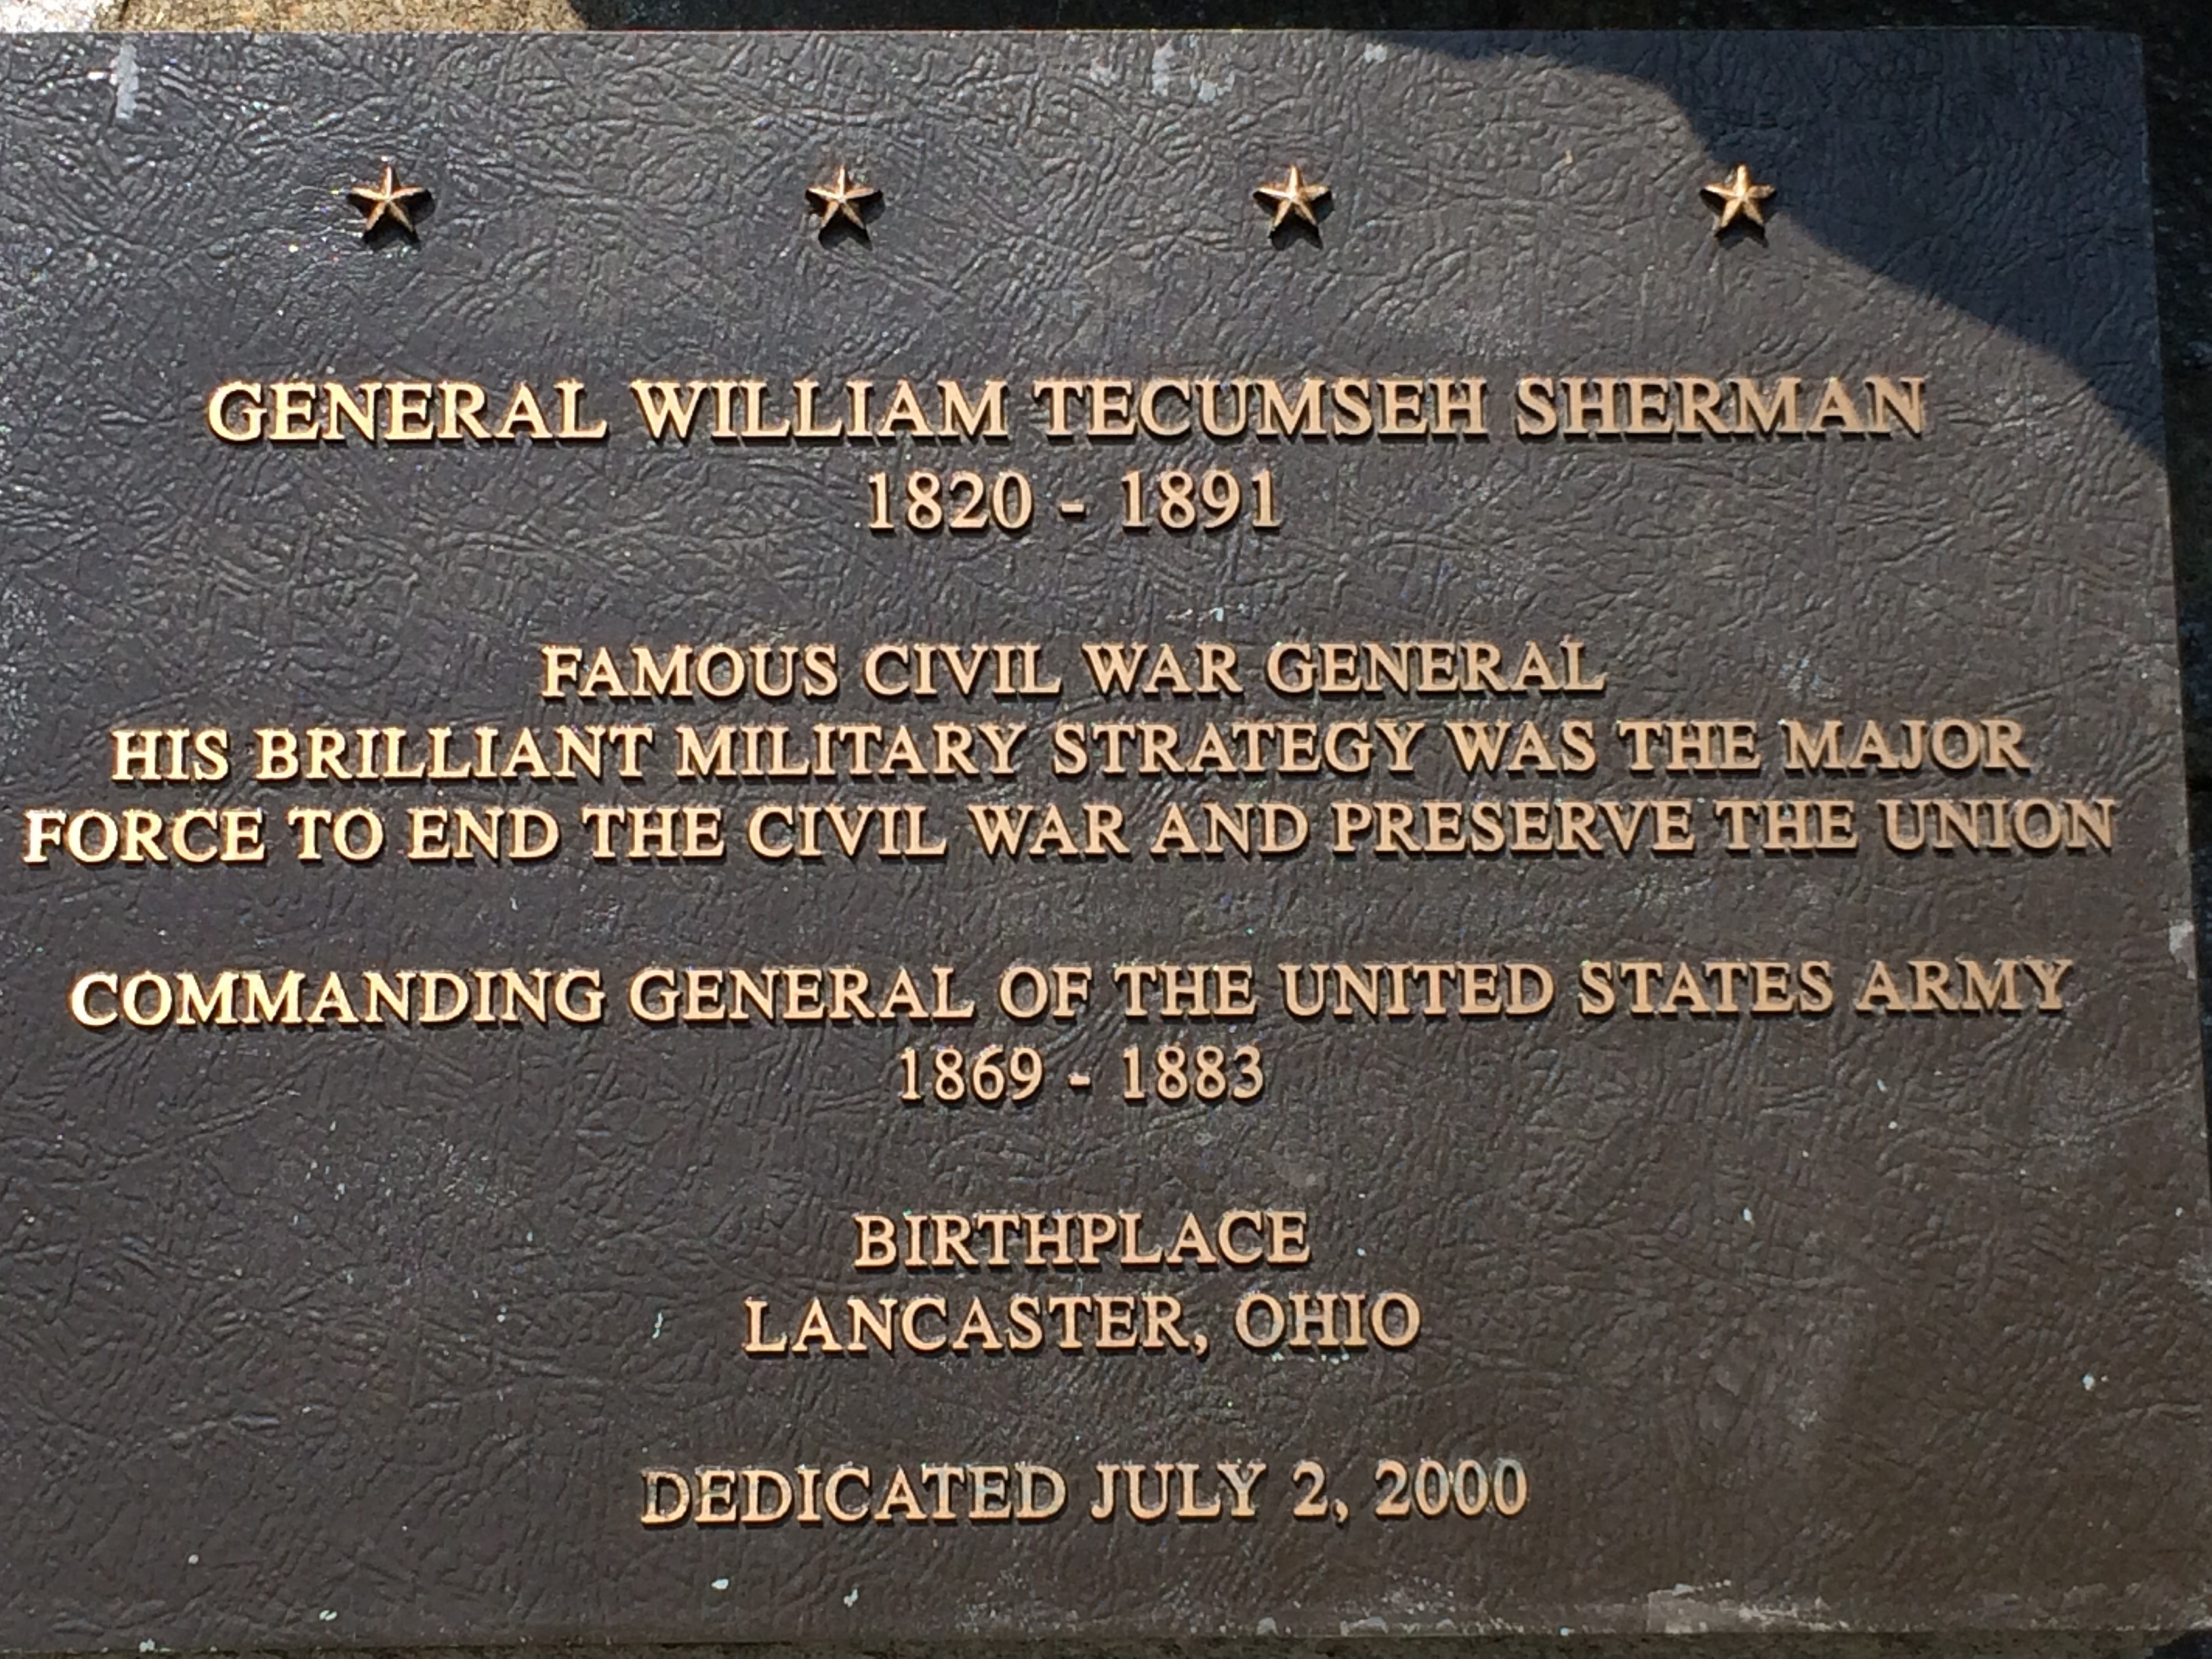 GENERAL WILLIAM TECUMSEH SHERMAN
1820 - 1891
FAMOUS CIVIL WAR GENERAL
HIS BRILLIANT MILITARY STRATEGY WAS THE MAJOR
FORCE TO END THE CIVIL WAR AND PRESERVE THE UNION
COMMANDING GENERAL OF THE UNITED STATES ARMY
1869 - 1883
BIRTHPLACE
LANCASTER, OHIO
DEDICATED JULY 2, 2000